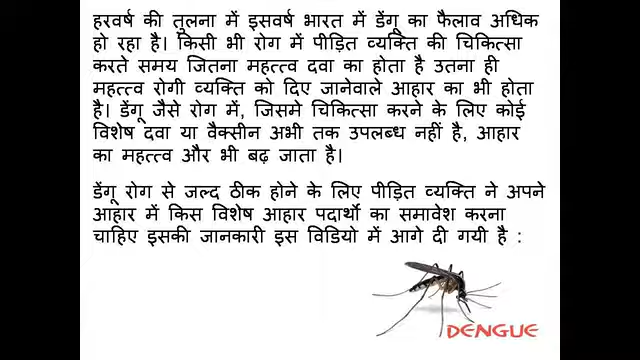 हरवर्ष की तुलना में इसवर्ष भारत में डेंगू का फैलाव अधिक
हो रहा है। किसी भी रोग में पीड़ित व्यक्ति की चिकित्सा
करते समय जितना महत्त्व दवा का होता है उतना ही
महत्त्व रोगी व्यक्ति को दिए जानेवाले आहार का भी होता
है। डेंगू जैसे रोग में, जिसमे चिकित्सा करने के लिए कोई
विशेष दवा या वैक्सीन अभी तक उपलब्ध नहीं है, आहार
का महत्त्व और भी बढ़ जाता है।
डेंगू रोग से जल्द ठीक होने के लिए पीड़ित व्यक्ति ने अपने
आहार में किस विशेष आहार पदार्थो का समावेश करना
चाहिए इसकी जानकारी इस विडियो में आगे दी गयी है :
DENGUE